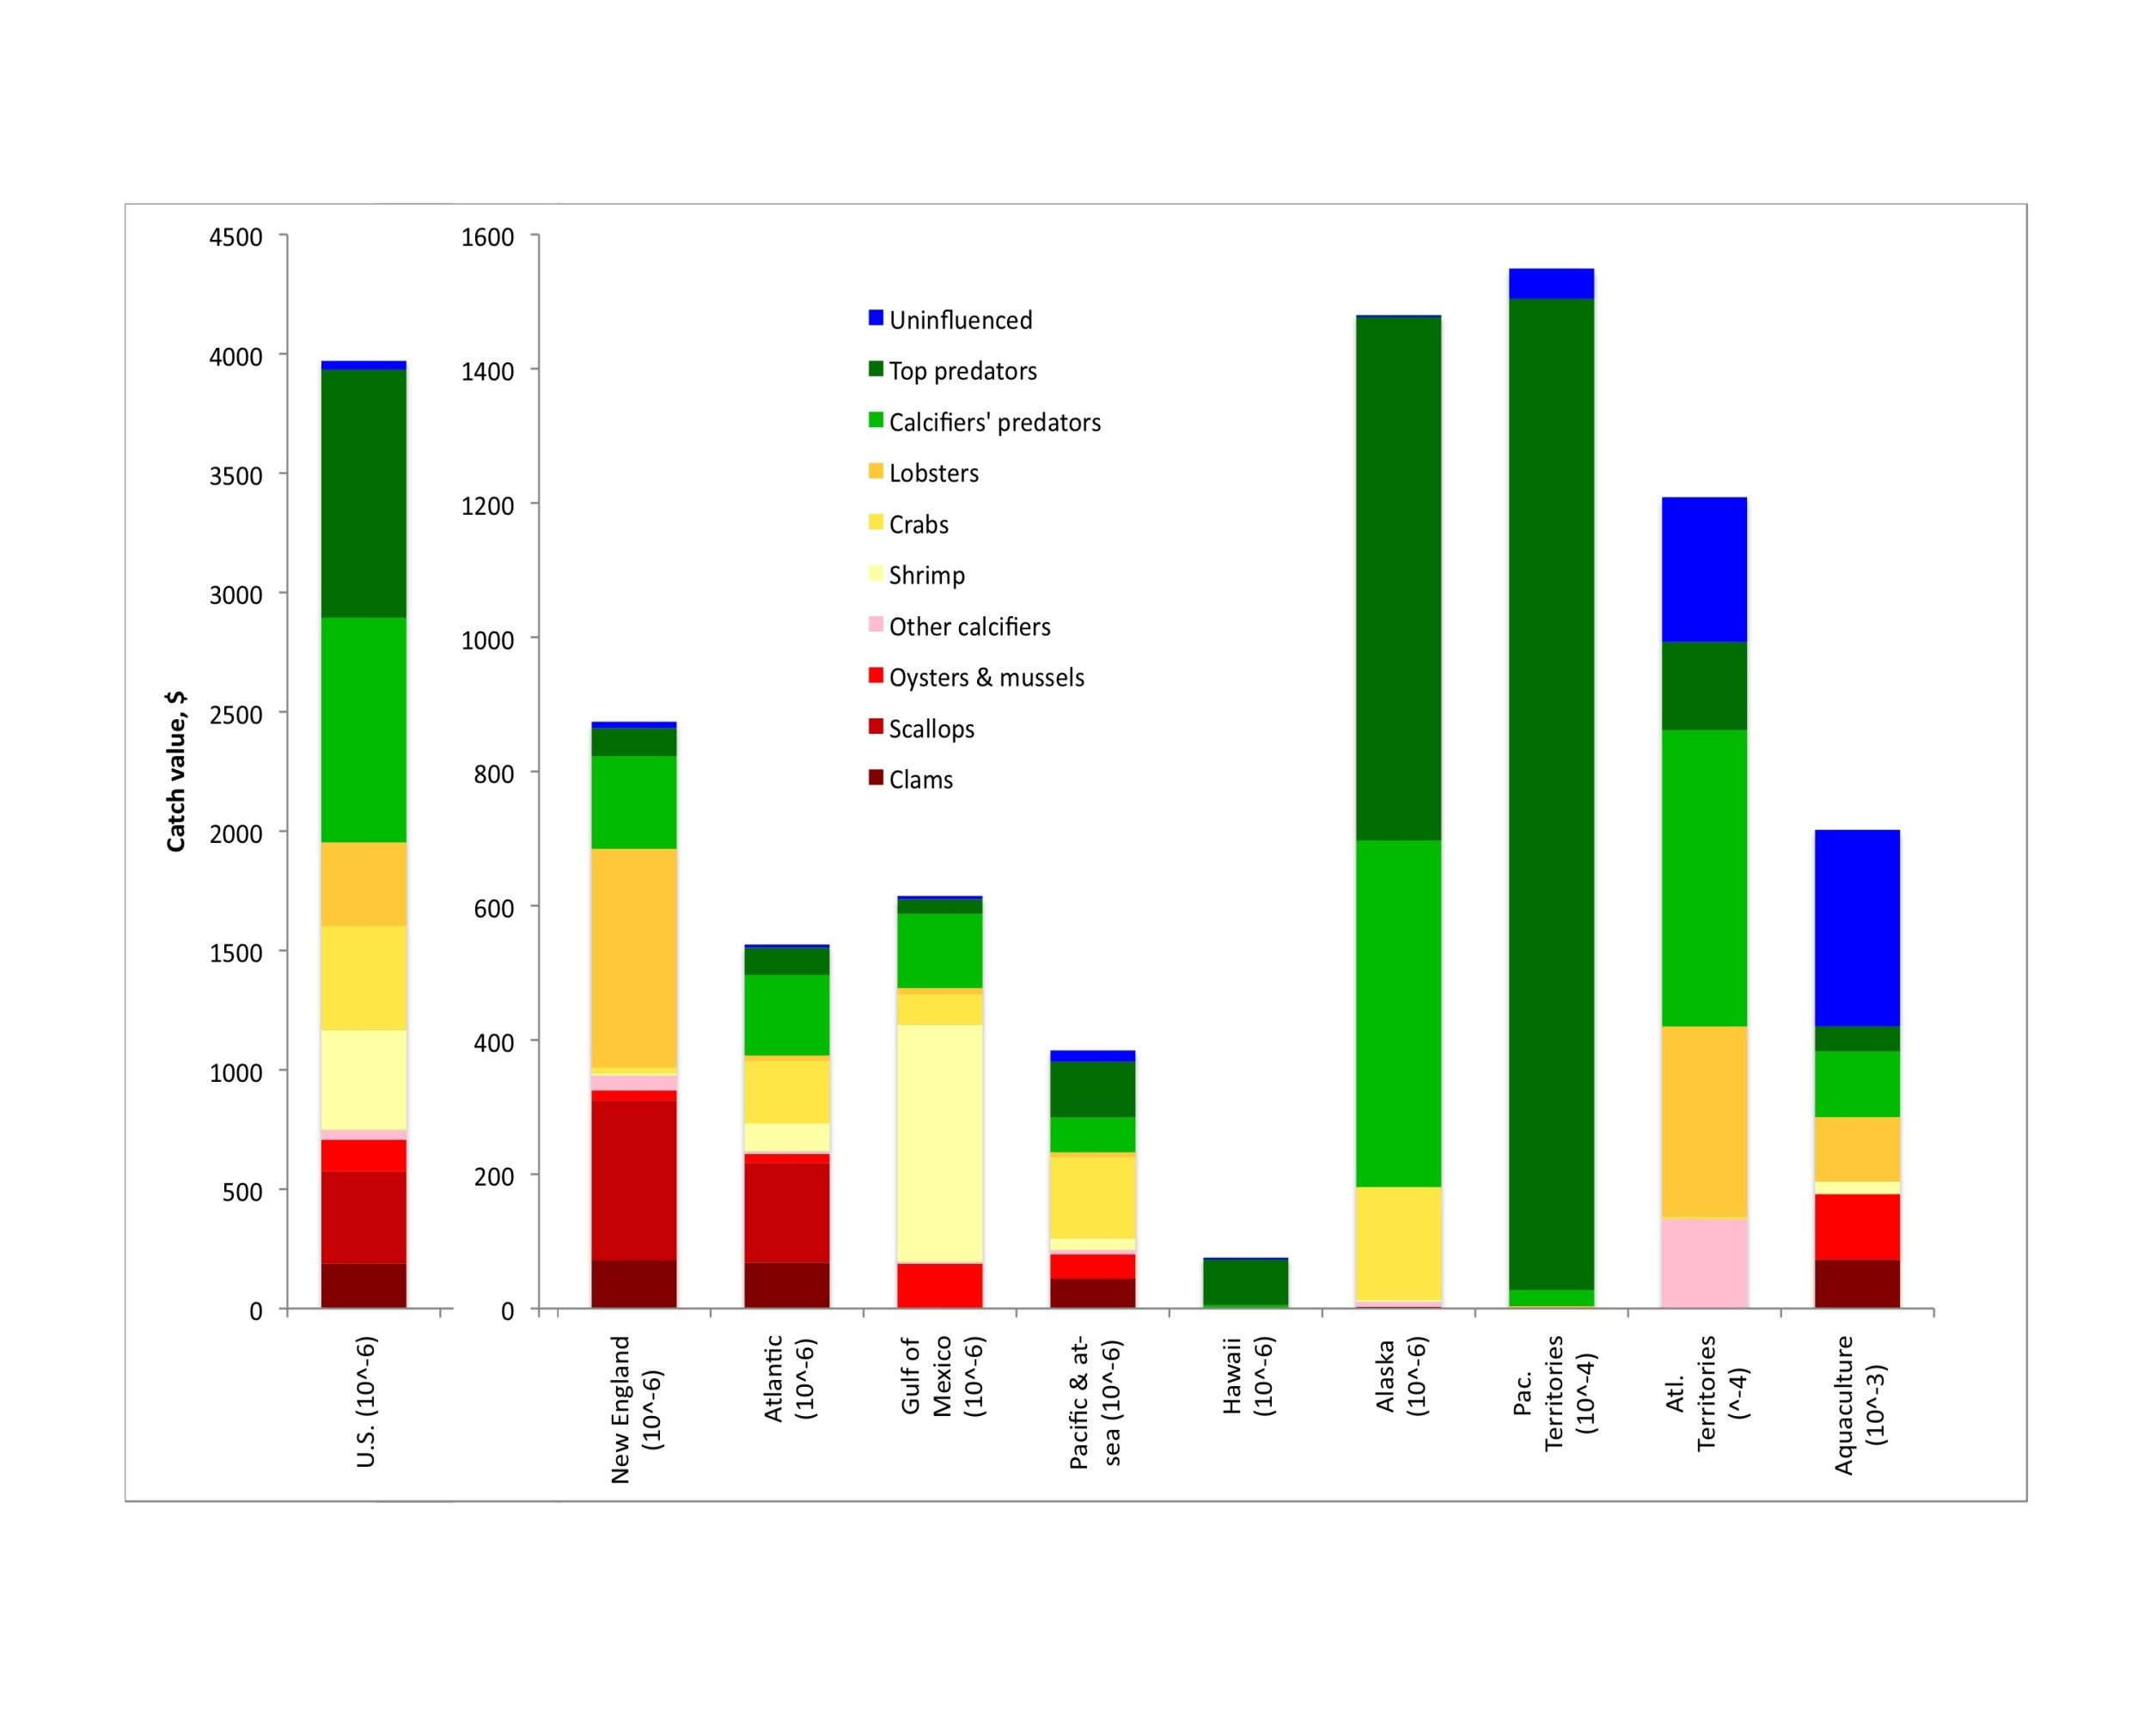 Catch value, $
4500
4000
3500
3000
2500
2000
1500
1000
500
0
1600
1400
1200
1000
800
600
400
200
0
Uninfluenced
Top predators
Calcifiers' predators
Lobsters
Crabs
Shrimp
Other calcifiers
Oysters & mussels
Scallops
Clams
U.S. (10^-6)
New England
(10^-6)
Atlantic
(10^-6)
Gulf of
Mexico
(10^-6)
Pacific & at-
sea (10^-6)
Hawaii
(10^-6)
Alaska
(10^-6)
Pac.
Territories
(10^-4)
Atl.
Territories
(^-4)
Aquaculture
(10^-3)